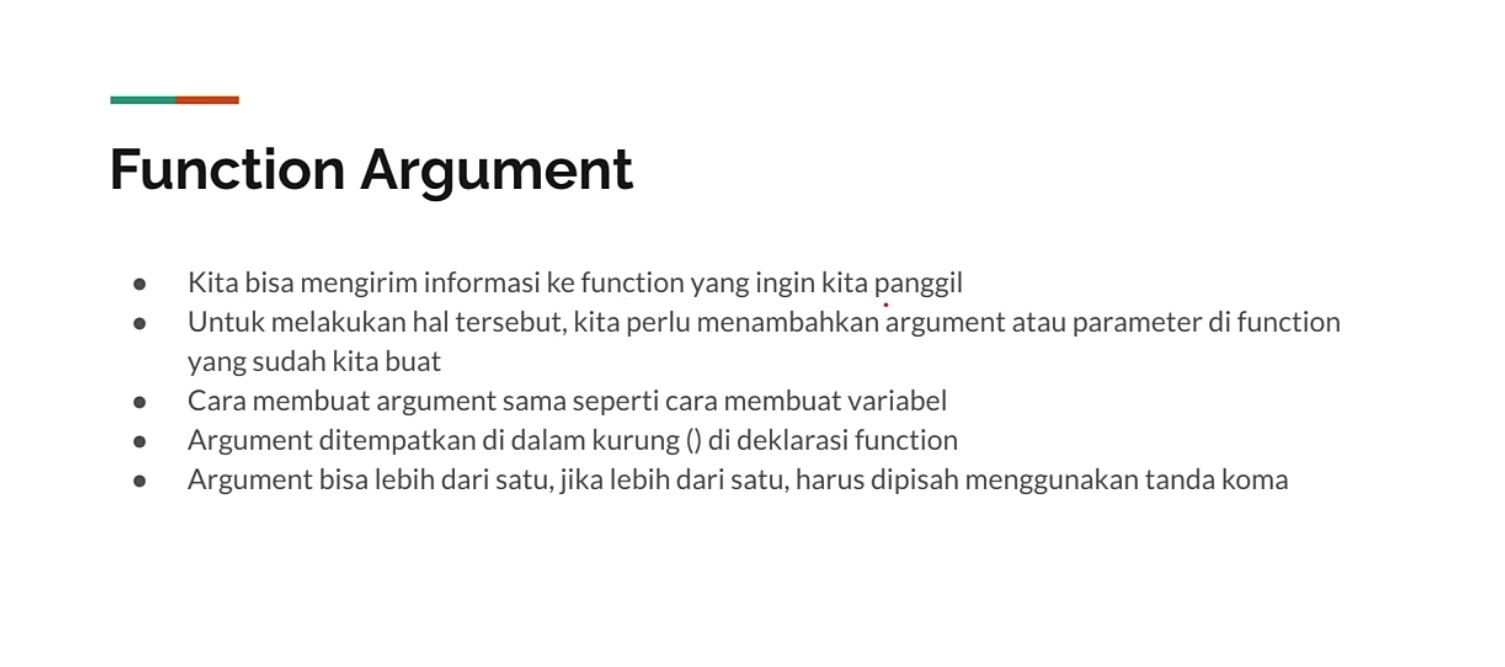 Function Argument
● Kita bisa mengirim informasi ke function yang ingin kita panggil
● Untuk melakukan hal tersebut, kita perlu menambahkan argument atau parameter di function
yang sudah kita buat
● Cara membuat argument sama seperti cara membuat variabel
● Argument ditempatkan di dalam kurung () di deklarasi function
● Argument bisa lebih dari satu, jika lebih dari satu, harus dipisah menggunakan tanda koma